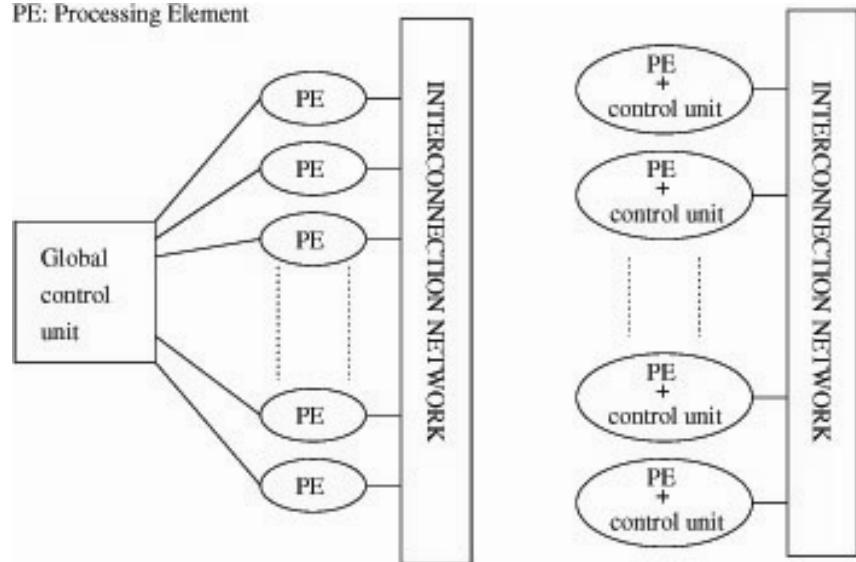 PE: Processing Element
PE
PE
PE
PE
PE
Global
control
unit
INTERCONNECTION NETWORK
PE
+
control unit
PE
+
control unit
PE
+
control unit
PE
+
control unit
INTERCONNECTION NETWORK